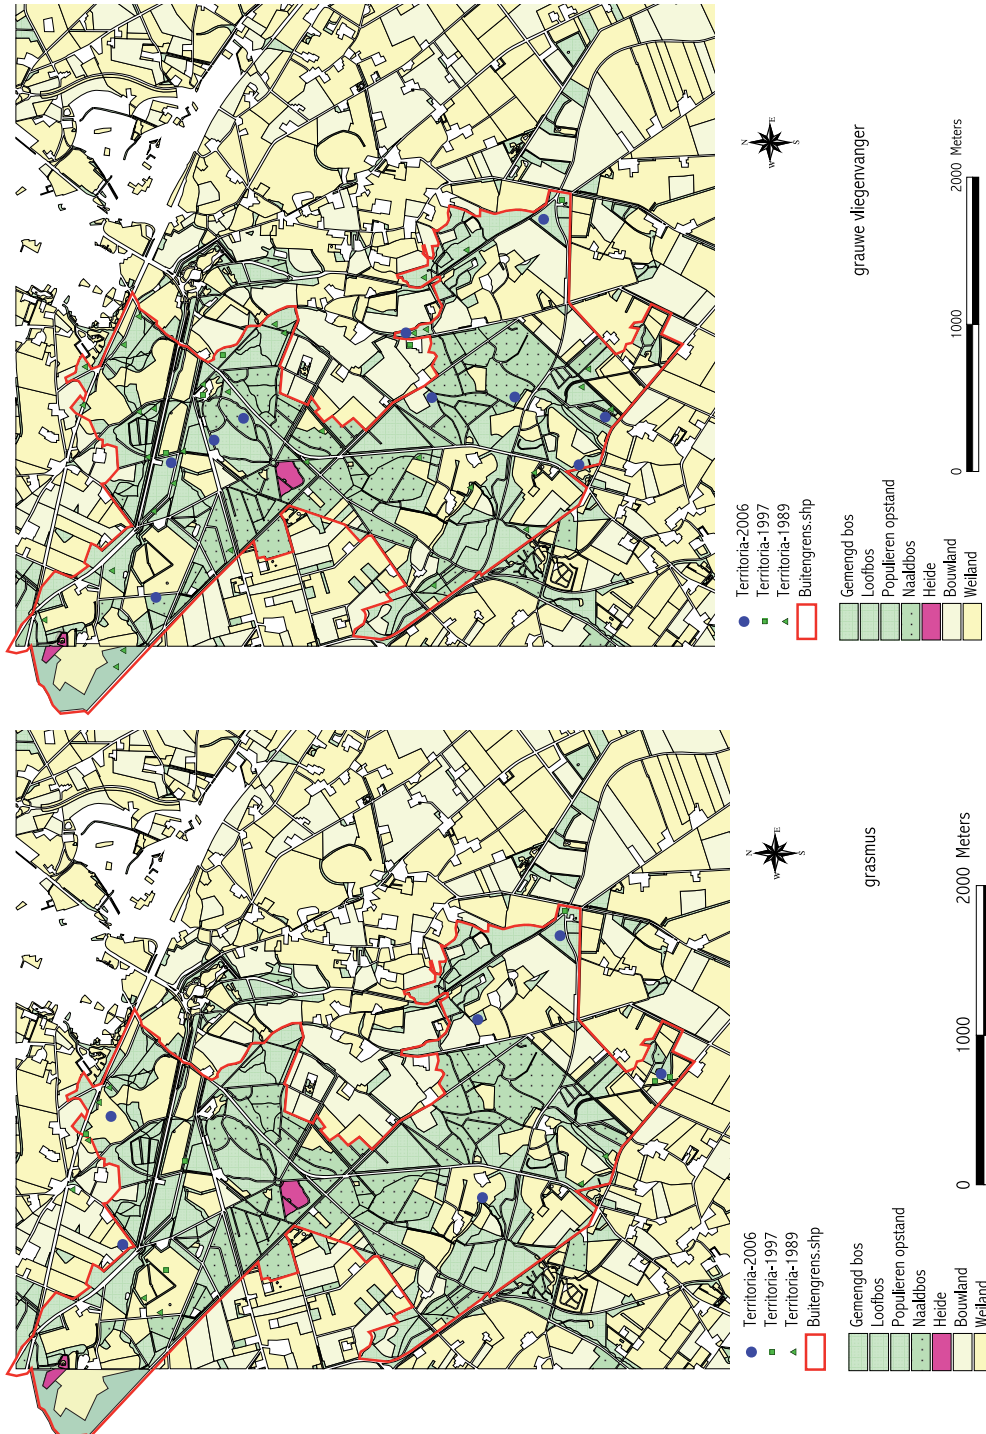 N
W E
S
grauwe vliegenvanger
Territoria-2006
Territoria-1997
Territoria-1989
Buitengrens.shp
Gemengd bos
Loofbos
Populieren opstand
Naaldbos
Heide
Bouwland
Weiland
0 1000 2000 Meters
N
W E
S
grasmus
Territoria-2006
Territoria-1997
Territoria-1989
Buitengrens.shp
Gemengd bos
Loofbos
Populieren opstand
Naaldbos
Heide
Bouwland
Weiland
0 1000 2000 Meters